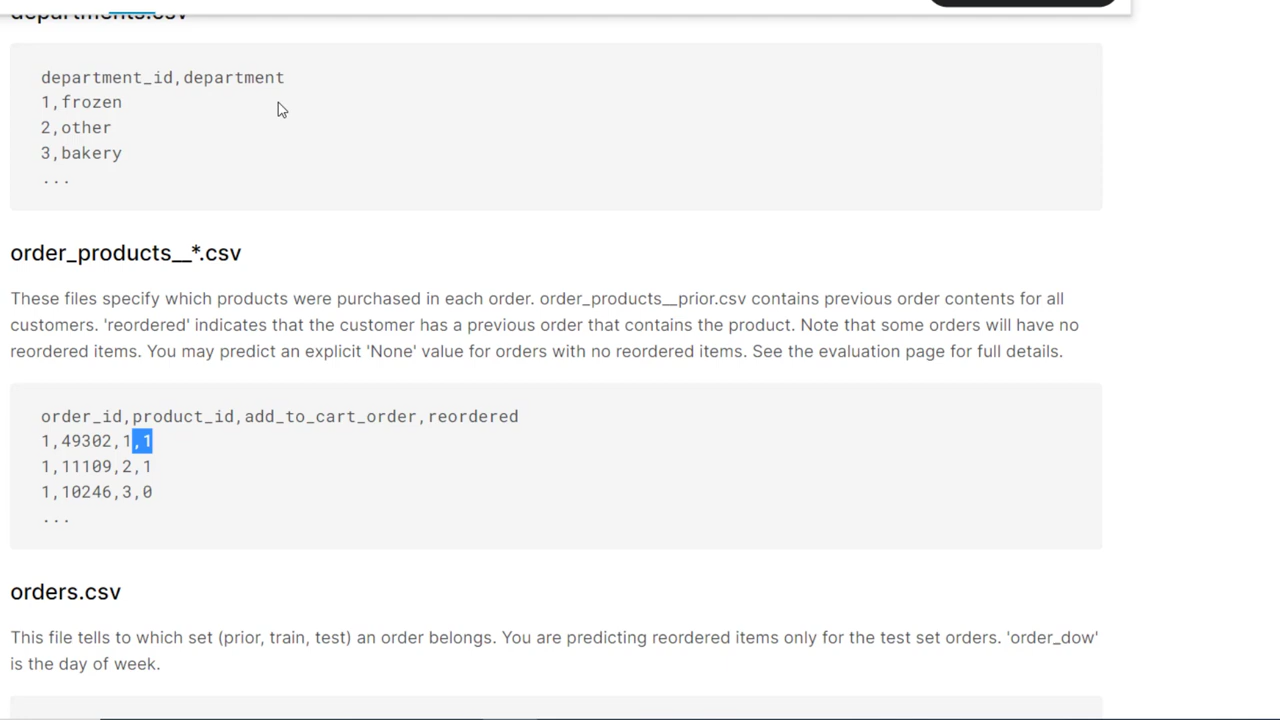 departments.csv
department_id,department
1,frozen
2,other
3,bakery
...
order_products__*.csv
These files specify which products were purchased in each order. order_products__prior.csv contains previous order contents for all
customers. 'reordered' indicates that the customer has a previous order that contains the product. Note that some orders will have no
reordered items. You may predict an explicit 'None' value for orders with no reordered items. See the evaluation page for full details.
order_id,product_id,add_to_cart_order,reordered
1,49302,1,1
1,11109,2,1
1,10246,3,0
...
orders.csv
This file tells to which set (prior, train, test) an order belongs. You are predicting reordered items only for the test set orders. 'order_dow'
is the day of week.